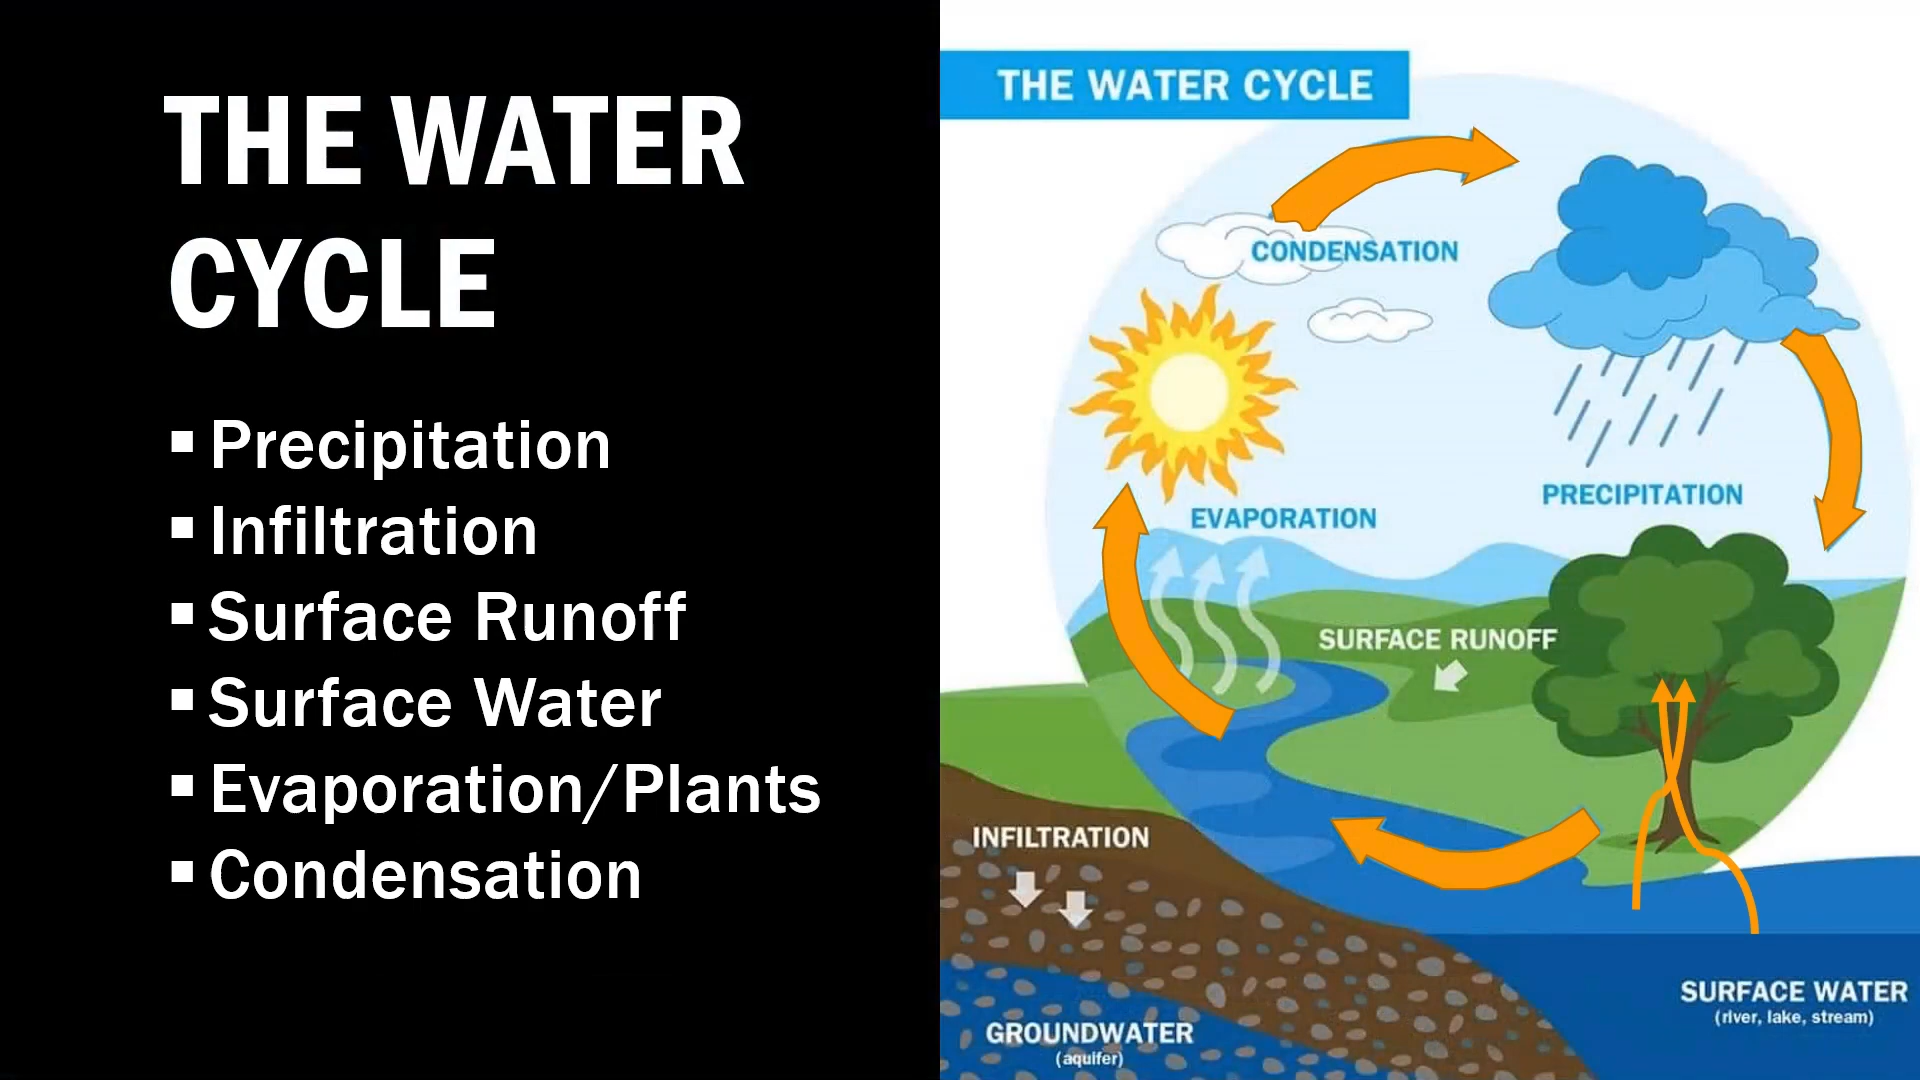 THE WATER
CYCLE
▪ Precipitation
▪ Infiltration
▪ Surface Runoff
▪ Surface Water
▪ Evaporation/Plants
▪ Condensation
THE WATER CYCLE
CONDENSATION
PRECIPITATION
EVAPORATION
SURFACE RUNOFF
INFILTRATION
SURFACE WATER
(river, lake, stream)
GROUNDWATER
(aquifer)